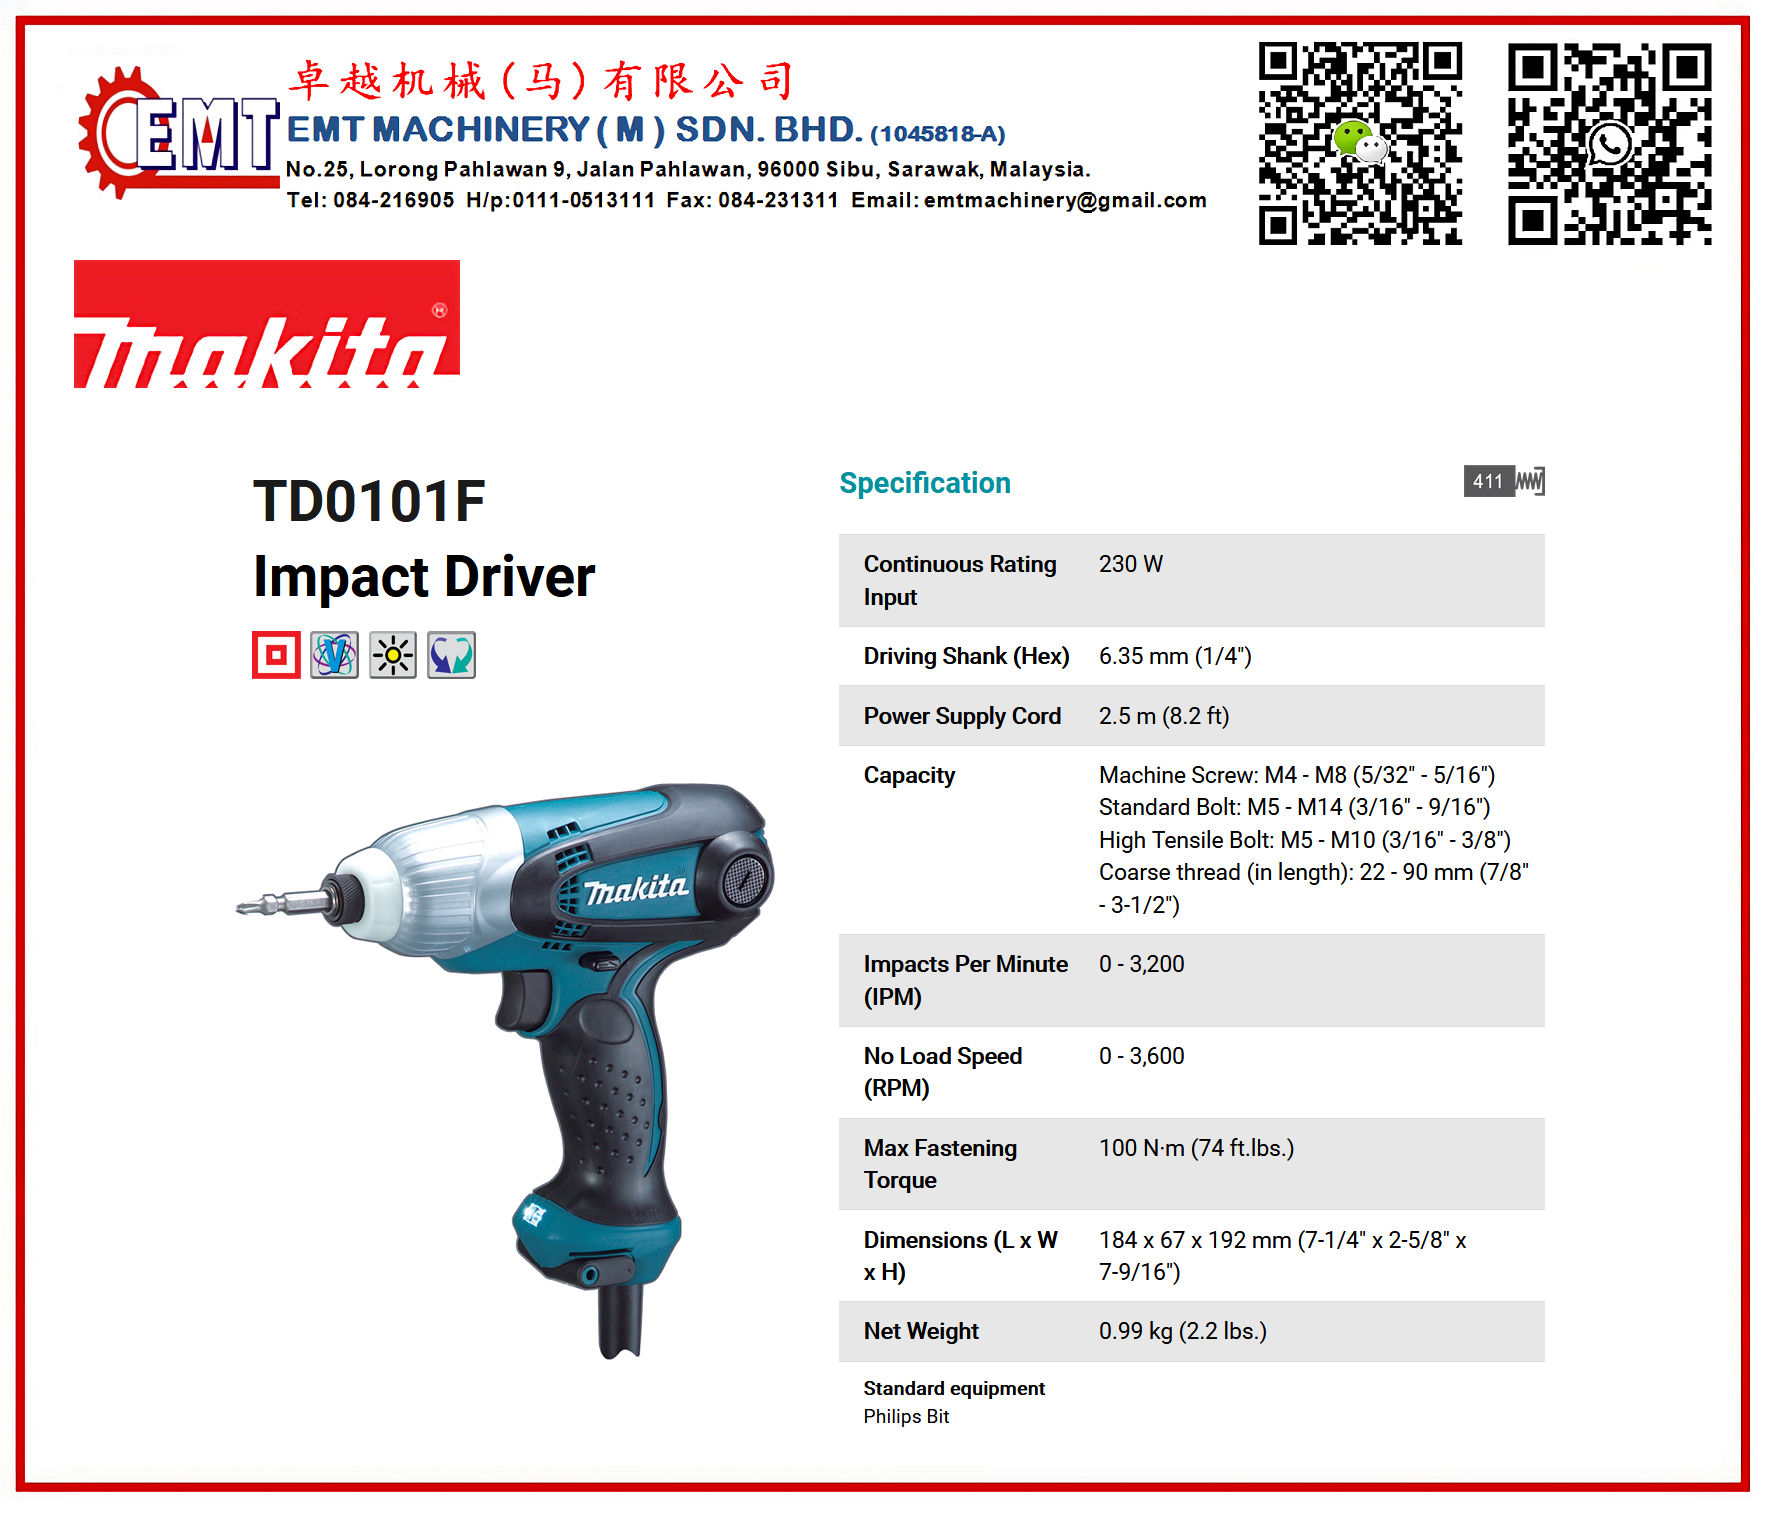 卓越机械(马)有限公司
EMT
EMT MACHINERY ( M ) SDN. BHD. (1045818-A)
No.25, Lorong Pahlawan 9, Jalan Pahlawan, 96000 Sibu, Sarawak, Malaysia.
Tel: 084-216905 H/p:0111-0513111 Fax: 084-231311 Email: emtmachinery@gmail.com
makita
TD0101F
Impact Driver
V
makita
Specification
411
Continuous Rating 230 W
Input
Driving Shank (Hex) 6.35 mm (1/4")
Power Supply Cord 2.5 m (8.2 ft)
Capacity Machine Screw: M4 - M8 (5/32" - 5/16")
Standard Bolt: M5 - M14 (3/16" - 9/16")
High Tensile Bolt: M5 - M10 (3/16" - 3/8")
Coarse thread (in length): 22 - 90 mm (7/8"
- 3-1/2")
Impacts Per Minute 0 - 3,200
(IPM)
No Load Speed 0 - 3,600
(RPM)
Max Fastening 100 N·m (74 ft.lbs.)
Torque
Dimensions (L x W 184 x 67 x 192 mm (7-1/4" x 2-5/8" x
x H) 7-9/16")
Net Weight 0.99 kg (2.2 lbs.)
Standard equipment
Philips Bit